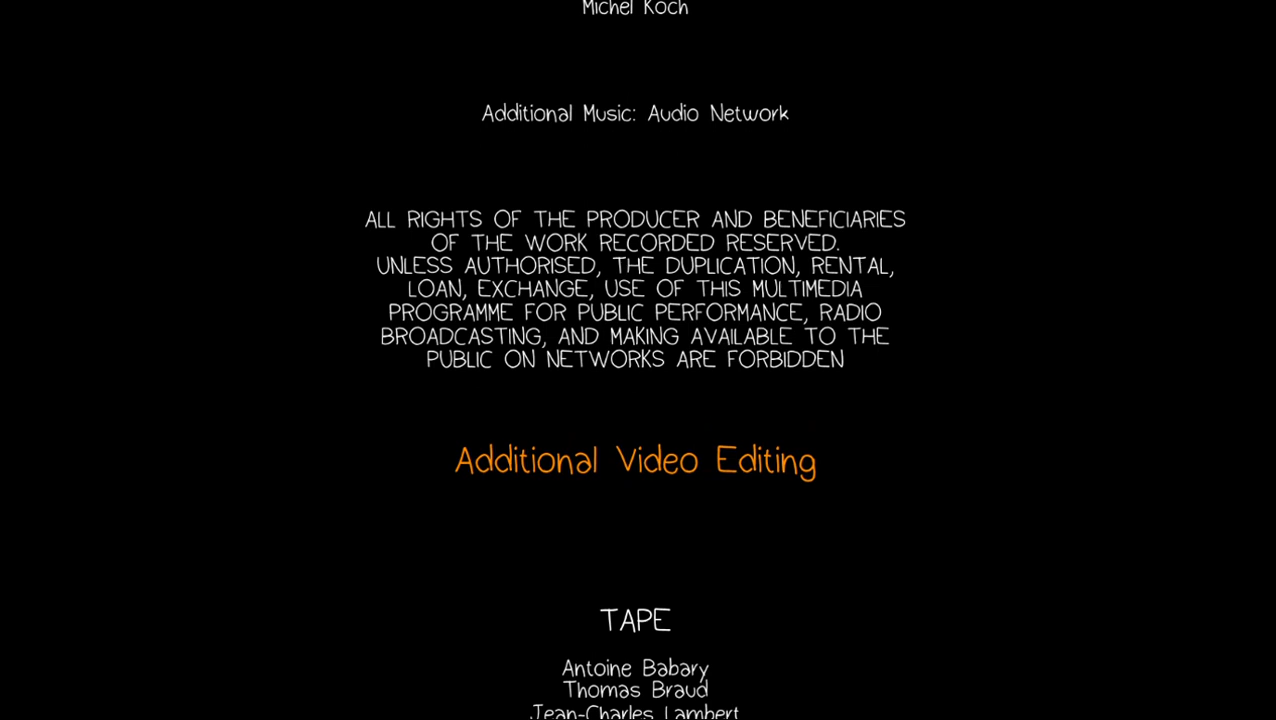 Michel Koch
Additional Music: Audio Network
ALL RIGHTS OF THE PRODUCER AND BENEFICIARIES
OF THE WORK RECORDED RESERVED.
UNLESS AUTHORISED, THE DUPLICATION, RENTAL,
LOAN, EXCHANGE, USE OF THIS MULTIMEDIA
PROGRAMME FOR PUBLIC PERFORMANCE, RADIO
BROADCASTING, AND MAKING AVAILABLE TO THE
PUBLIC ON NETWORKS ARE FORBIDDEN
Additional Video Editing
TAPE
Antoine Babary
Thomas Braud
Jean-Charles Lambert